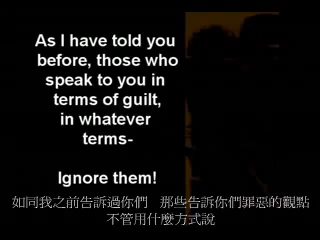 As I have told you
before, those who
speak to you in
terms of guilt,
in whatever
terms-
Ignore them!
如同我之前告訴過你們 那些告訴你們罪惡的觀點
不管用什麼方式說